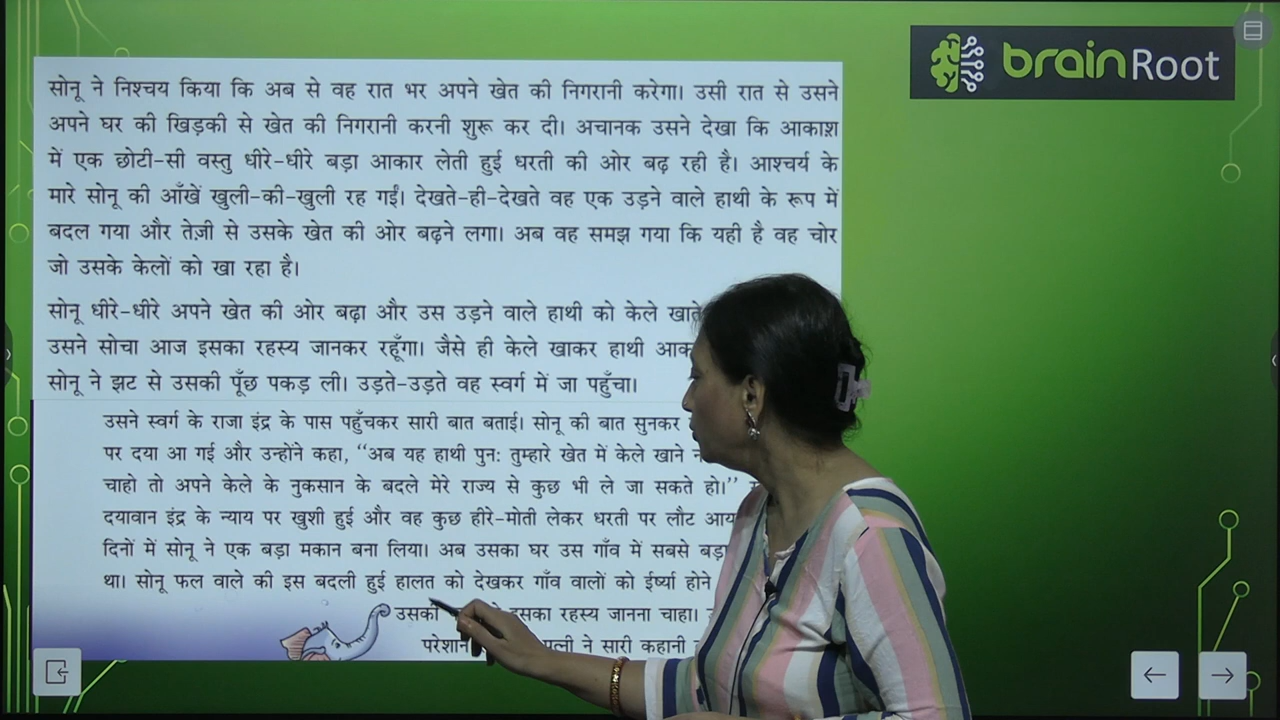 brainRoot
सोनू ने निश्चय किया कि अब से वह रात भर अपने खेत की निगरानी करेगा। उसी रात से उसने
अपने घर की खिड़की से खेत की निगरानी करनी शुरू कर दी। अचानक उसने देखा कि आकाश
में एक छोटी-सी वस्तु धीरे-धीरे बड़ा आकार लेती हुई धरती की ओर बढ़ रही है। आश्चर्य के
मारे सोनू की आँखें खुली-की-खुली रह गईं। देखते-ही-देखते वह एक उड़ने वाले हाथी के रूप में
बदल गया और तेज़ी से उसके खेत की ओर बढ़ने लगा। अब वह समझ गया कि यही है वह चोर
जो उसके केलों को खा रहा है।
सोनू धीरे-धीरे अपने खेत की ओर बढ़ा और उस उड़ने वाले हाथी को केले खाते
उसने सोचा आज इसका रहस्य जानकर रहूँगा। जैसे ही केले खाकर हाथी
सोनू ने झट से उसकी पूँछ पकड़ ली। उड़ते-उड़ते वह स्वर्ग में जा पहुँचा।
उसने स्वर्ग के राजा इंद्र के पास पहुँचकर सारी बात बताई। सोनू की बात सुनकर
पर दया आ गई और उन्होंने कहा, ‘‘अब यह हाथी पुन: तुम्हारे खेत में केले खाने
चाहो तो अपने केले के नुकसान के बदले मेरे राज्य से कुछ भी ले जा सकते हो।’’
दयावान इंद्र के न्याय पर खुशी हुई और वह कुछ हीरे-मोती लेकर धरती पर लौट
दिनों में सोनू ने एक बड़ा मकान बना लिया। अब उसका घर उस गाँव में सबसे
था। सोनू फल वाले की इस बदली हुई हालत को देखकर गाँव वालों को ईर्ष्या होने
उसकी इसका रहस्य जानना चाहा।
परेशान पत्नी ने सारी कहानी